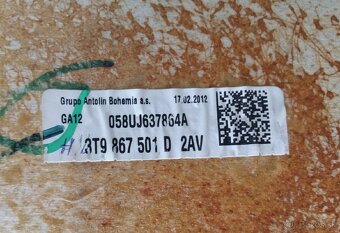 Grupo Antolin Bohemia a.s. 17.02.2012
GA12 058UJ637864A
# 3T9 867 501 D 2AV